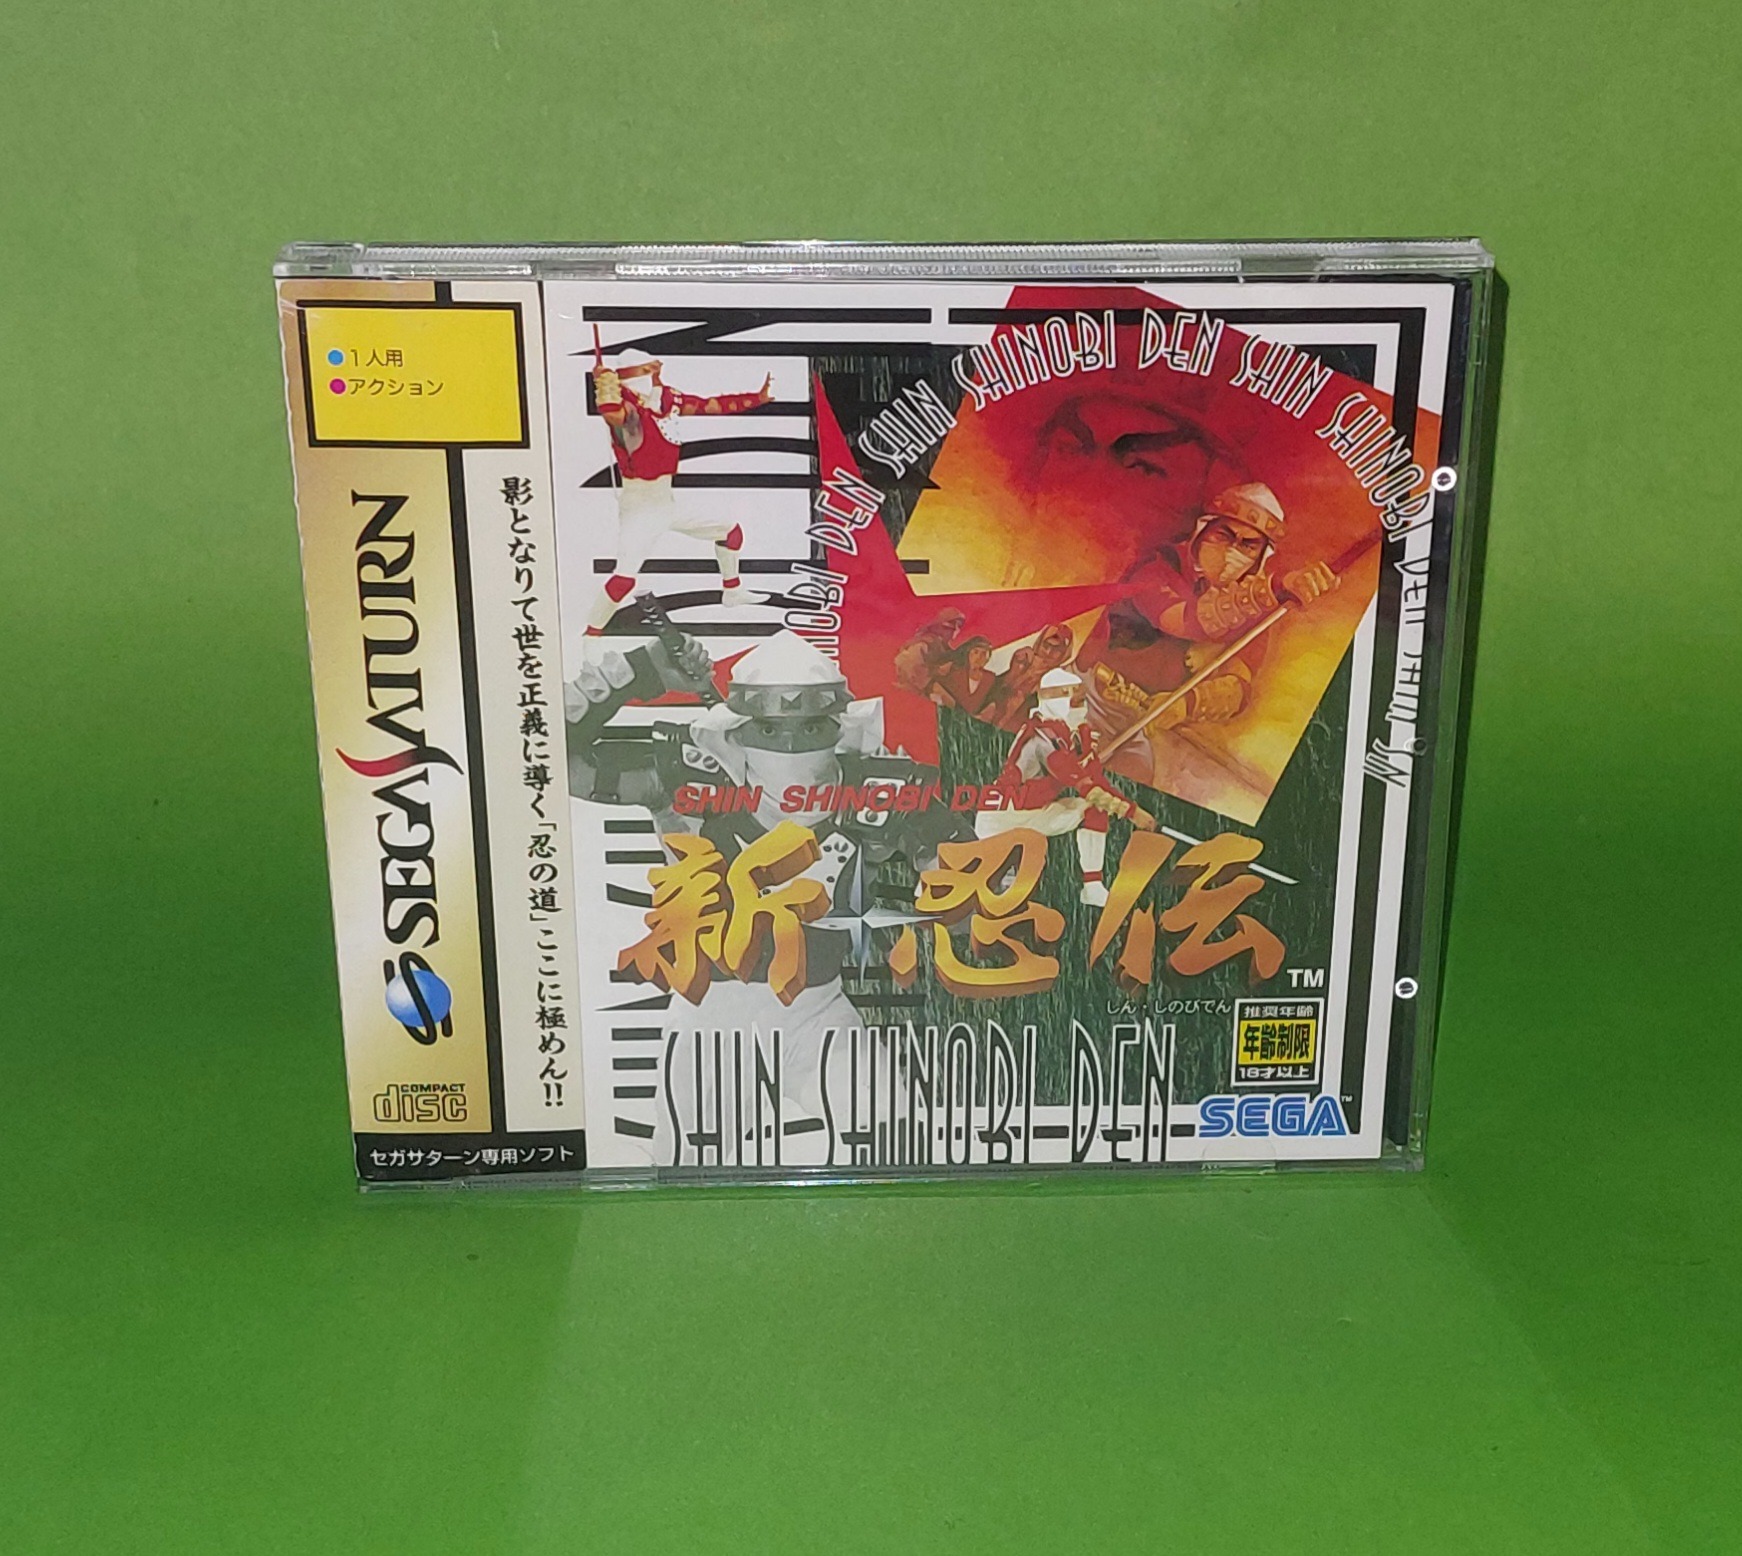 ●1人用
●アクション
SEGA SATURN
COMPACT
disc
セガサターン専用ソフト
影となりて世を正義に導く「忍の道」ここに極めん!!
DEN SHIN SHINOBI DEN SHIN SHINOBI
SHIN SHINOBI DEN
新・忍伝
TM
しん・しのびでん
推奨年齢
年齢制限
18才以上
SHIN SHINOBI DEN
SEGA™